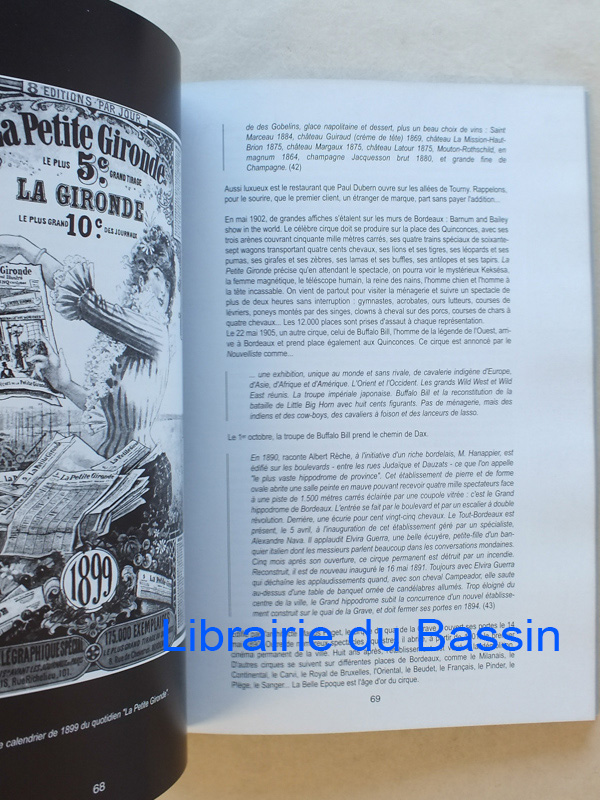 8 EDITIONS PAR JOUR
La Petite Gironde
LE PLUS 5c GRAND TIRAGE
LA GIRONDE
LE PLUS GRAND 10c DES JOURNAUX
Gironde
La Petite Gironde
1899
175.000 EXEMPL
LEGRAPHIQUE SPÉCIAL
calendrier de 1899 du quotidien "La Petite Gironde".
68
de des Gobelins, glace napolitaine et dessert, plus un beau choix de vins : Saint
Marceau 1884, château Guiraud (crème de tête) 1869, château La Mission-Haut-
Brion 1875, château Margaux 1875, château Latour 1875, Mouton-Rothschild, en
magnum 1864, champagne Jacquesson brut 1880, et grande fine de
Champagne. (42)
Aussi luxueux est le restaurant que Paul Dubern ouvre sur les allées de Tourny. Rappelons,
pour le sourire, que le premier client, un étranger de marque, part sans payer l'addition...
En mai 1902, de grandes affiches s'étalent sur les murs de Bordeaux : Barnum and Bailey
show in the world. Le célèbre cirque doit se produire sur la place des Quinconces, avec ses
trois arènes couvrant cinquante mille mètres carrés, ses quatre trains spéciaux de soixante-
sept wagons transportant quatre cents chevaux, ses lions et ses tigres, ses léopards et ses
pumas, ses girafes et ses zèbres, ses lamas et ses buffles, ses antilopes et ses tapirs. La
Petite Gironde précise qu'en attendant le spectacle, on pourra voir le mystérieux Keksésa,
la femme magnétique, le téléscope humain, la reine des nains, l'homme chien et l'homme à
la tête incassable. On vient de partout pour visiter la ménagerie et suivre un spectacle de
plus de deux heures sans interruption : gymnastes, acrobates, ours lutteurs, courses de
lévriers, poneys montés par des singes, clowns à cheval sur des porcs, courses de chars à
quatre chevaux... Les 12.000 places sont prises d'assaut à chaque représentation.
Le 22 mai 1905, un autre cirque, celui de Buffalo Bill, l'homme de la légende de l'Ouest, arri-
ve à Bordeaux et prend place également aux Quinconces. Ce cirque est annoncé par le
Nouvelliste comme...
... une exhibition, unique au monde et sans rivale, de cavalerie indigène d'Europe,
d'Asie, d'Afrique et d'Amérique. L'Orient et l'Occident. Les grands Wild West et Wild
East réunis. La troupe impériale japonaise. Buffalo Bill et la reconstitution de la
bataille de Little Big Horn avec huit cents figurants. Pas de ménagerie, mais des
indiens et des cow-boys, des cavaliers à foison et des lanceurs de lasso.
Le 1er octobre, la troupe de Buffalo Bill prend le chemin de Dax.
En 1890, raconte Albert Rèche, à l'initiative d'un riche bordelais, M. Hanappier, est
édifié sur les boulevards - entre les rues Judaïque et Dauzats - ce que l'on appelle
"le plus vaste hippodrome de province". Cet établissement de pierre et de forme
ovale abrite une salle peinte en mauve pouvant recevoir quatre mille spectateurs face
à une piste de 1.500 mètres carrés éclairée par une coupole vitrée : c'est le Grand
hippodrome de Bordeaux. L'entrée se fait par le boulevard et par un escalier à double
révolution. Derrière, une écurie pour cent vingt-cinq chevaux. Le Tout-Bordeaux est
présent, le 5 avril, à l'inauguration de cet établissement géré par un spécialiste,
Alexandre Nava. Il applaudit Elvira Guerra, une belle écuyère, petite-fille d'un ban-
quier italien dont les messieurs parlent beaucoup dans les conversations mondaines.
Cinq mois après son ouverture, ce cirque permanent est détruit par un incendie.
Reconstruit, il est de nouveau inauguré le 16 mai 1891. Toujours avec Elvira Guerra
qui déchaîne les applaudissements quand, avec son cheval Campeador, elle saute
au-dessus d'une table de banquet ornée de candélabres allumés. Trop éloigné du
centre de la ville, le Grand hippodrome subit la concurrence d'un nouvel établisse-
ment construit sur le quai de la Grave, et doit fermer ses portes en 1894. (43)
quai de la Grave, ouvert ses portes le 14
cinéma permanent de la ville. Huit ans après, l'établissement
D'autres cirques se suivent sur différentes places de Bordeaux, comme le Milanais, le
Continental, le Carvi, le Royal de Bruxelles, l'Oriental, le Beudet, le Français, le Pinder, le
Plège, le Sanger... La Belle Epoque est l'âge d'or du cirque.
69
Librairie du Bassin